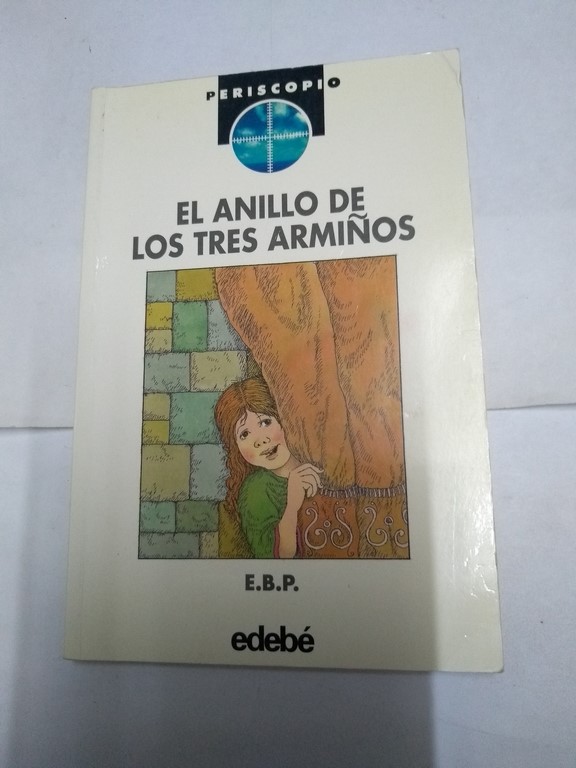 PERISCOPIO
EL ANILLO DE
LOS TRES ARMIÑOS
E.B.P.
edebé